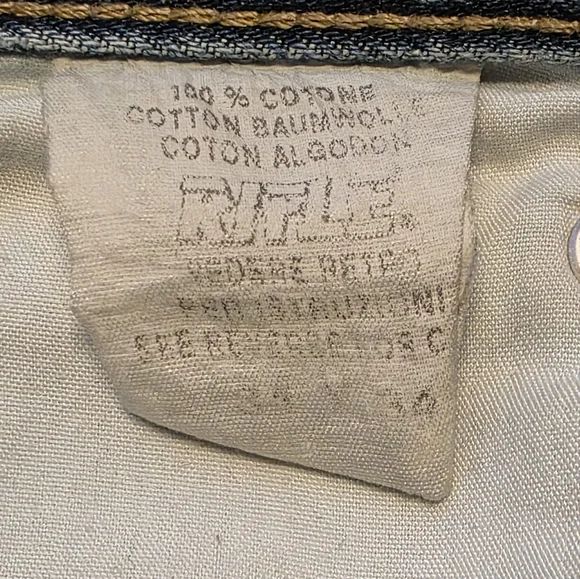 100 % COTONE
COTTON BAUMWOLLE
COTON ALGODON
RIFLE
VEDERE RETRO
PER ISTRUZIONI
SEE REVERSE FOR C